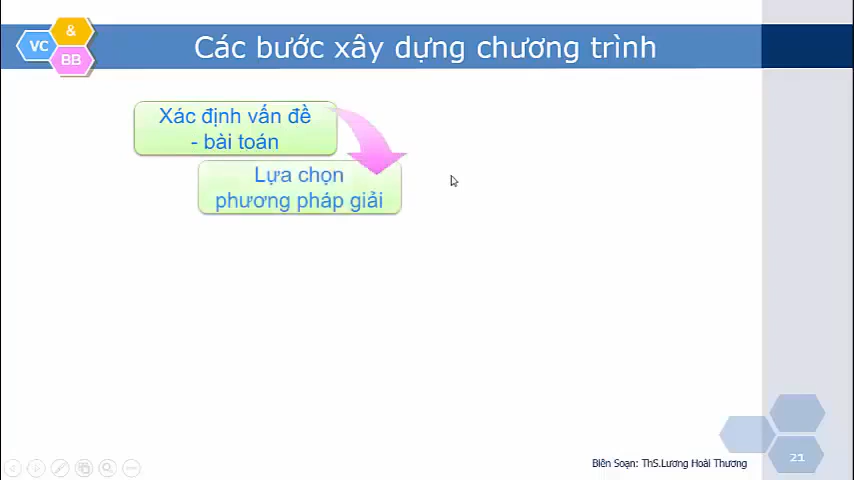 &
VC
BB
Các bước xây dựng chương trình
Xác định vấn đề
- bài toán
Lựa chọn
phương pháp giải
Biên Soạn: ThS.Lương Hoài Thương
21